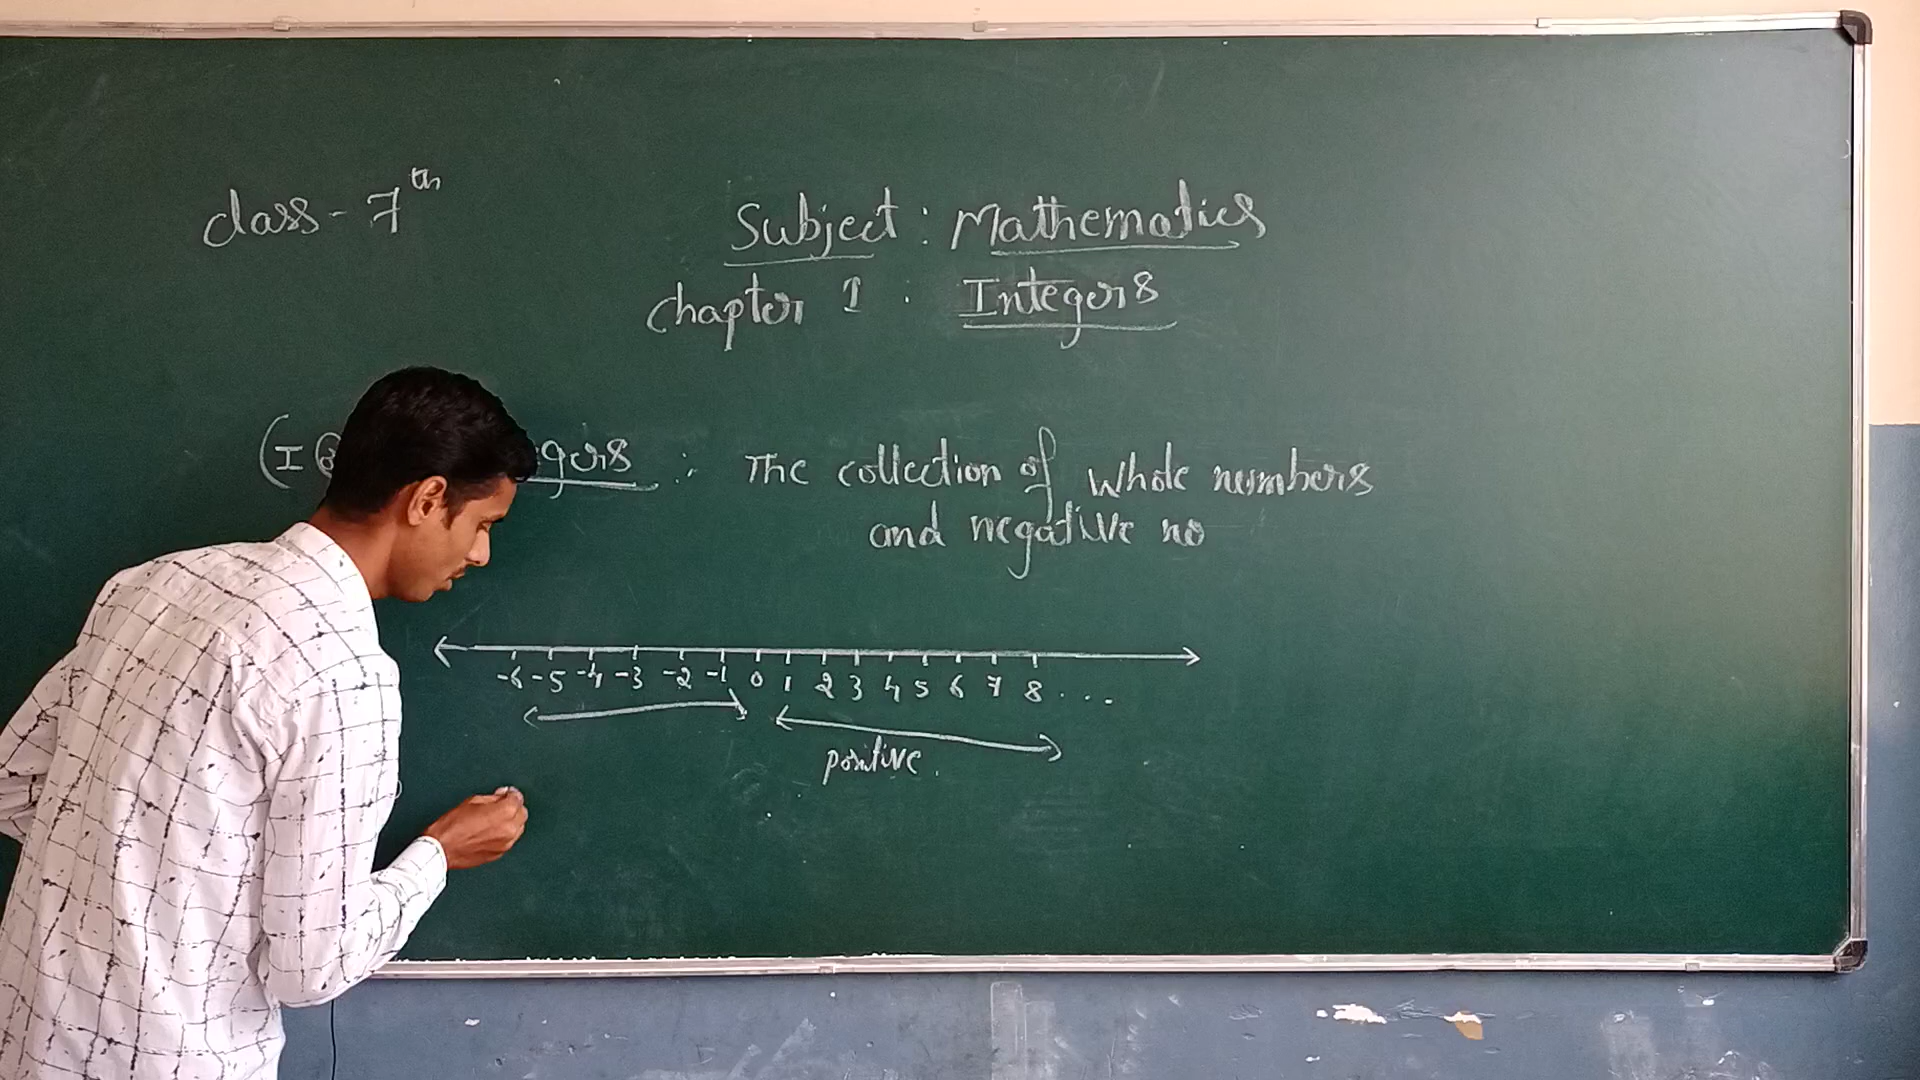 class - 7th
Subject : Mathematics
chapter 1 . Integers
(I The collection of whole numbers
and negative no
-6 -5 -4 -3 -2 -1 0 1 2 3 4 5 6 7 8 . . .
positive.